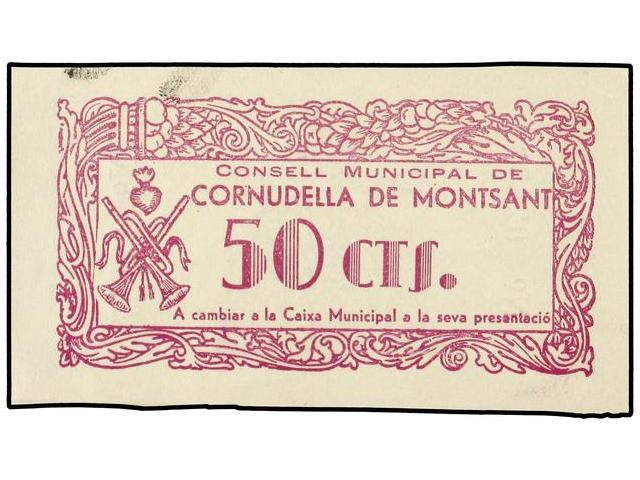 CONSELL MUNICIPAL DE
CORNUDELLA DE MONTSANT
50 CTS.
A cambiar a la Caixa Municipal a la seva presentació